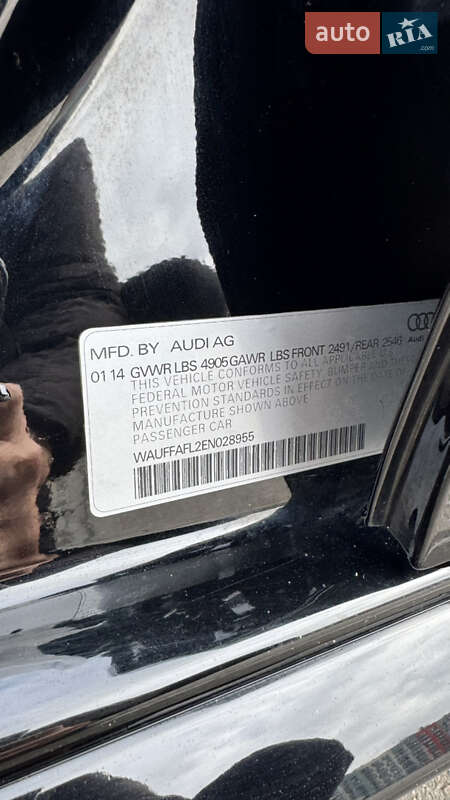 auto RIA .com
MFD. BY AUDI AG
01 14 GVWR LBS 4905 GAWR LBS FRONT 2491/REAR 2546
THIS VEHICLE CONFORMS TO ALL APPLICABLE U.S.
FEDERAL MOTOR VEHICLE SAFETY, BUMPER AND THEFT
PREVENTION STANDARDS IN EFFECT ON THE DATE OF
MANUFACTURE SHOWN ABOVE
PASSENGER CAR
WAUFFAFL2EN028955
Audi